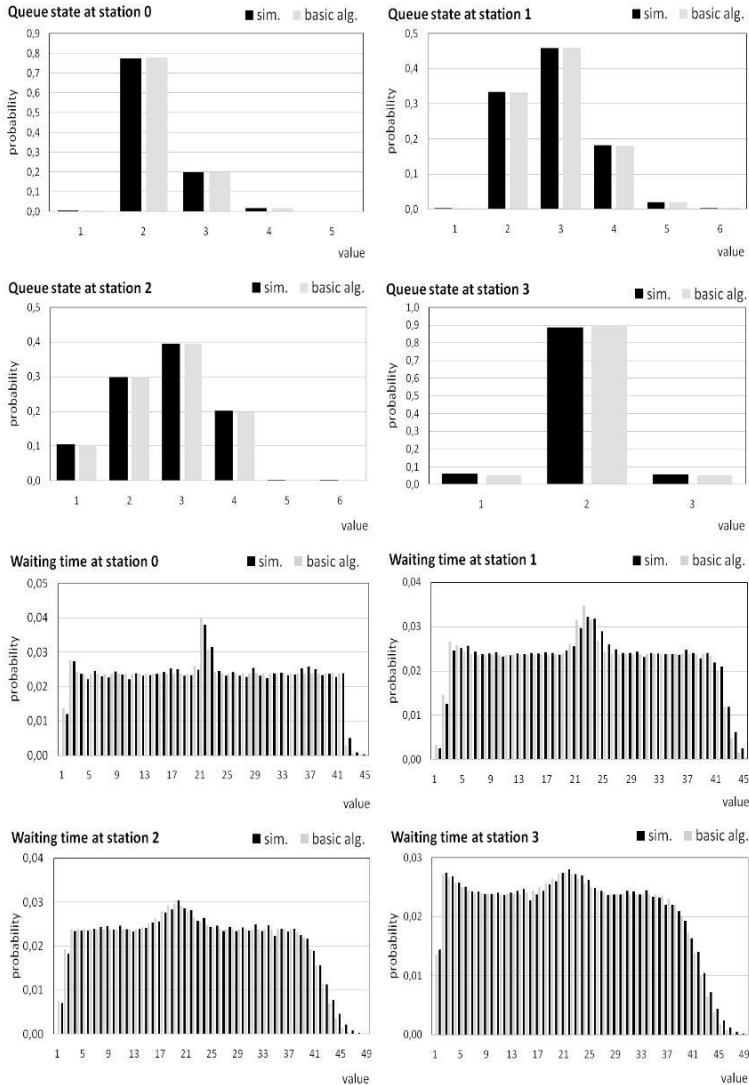 Queue state at station 0
sim. basic alg.
probability
0,9
0,8
0,7
0,6
0,5
0,4
0,3
0,2
0,1
0,0
1 2 3 4 5
value
Queue state at station 1
sim. basic alg.
probability
0,5
0,4
0,3
0,2
0,1
0,0
1 2 3 4 5 6
value
Queue state at station 2
sim. basic alg.
probability
0,5
0,4
0,3
0,2
0,1
0,0
1 2 3 4 5 6
value
Queue state at station 3
sim. basic alg.
probability
1,0
0,9
0,8
0,7
0,6
0,5
0,4
0,3
0,2
0,1
0,0
1 2 3
value
Waiting time at station 0
sim. basic alg.
probability
0,05
0,04
0,03
0,02
0,01
0,00
1 5 9 13 17 21 25 29 33 37 41 45
value
Waiting time at station 1
sim. basic alg.
probability
0,04
0,03
0,02
0,01
0,00
1 5 9 13 17 21 25 29 33 37 41 45
value
Waiting time at station 2
sim. basic alg.
probability
0,04
0,03
0,02
0,01
0,00
1 5 9 13 17 21 25 29 33 37 41 45 49
value
Waiting time at station 3
sim. basic alg.
probability
0,03
0,02
0,01
0,00
1 5 9 13 17 21 25 29 33 37 41 45 49
value